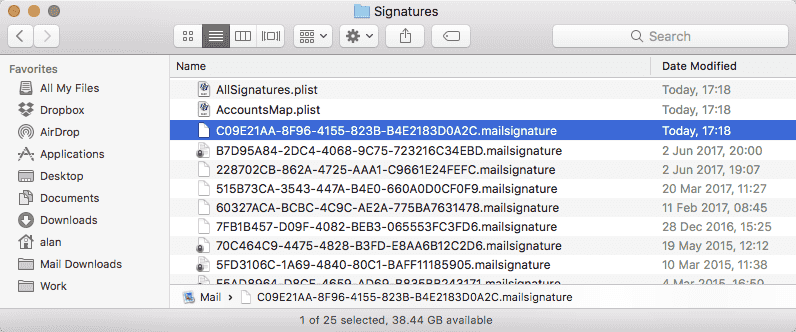 Signatures
Search
Favorites
All My Files
Dropbox
AirDrop
Applications
Desktop
Documents
Downloads
alan
Mail Downloads
Work
Name Date Modified
AllSignatures.plist Today, 17:18
AccountsMap.plist Today, 17:18
C09E21AA-8F96-4155-823B-B4E2183D0A2C.mailsignature Today, 17:18
B7D95A84-2DC4-4068-9C75-723216C34EBD.mailsignature 2 Jun 2017, 20:00
228702CB-862A-4725-AAA1-C9661E24FEFC.mailsignature 2 Jun 2017, 19:07
515B73CA-3543-447A-B4E0-660A0D0CF0F9.mailsignature 20 Mar 2017, 11:27
60327ACA-BCBC-4C9C-AE2A-775BA7631478.mailsignature 11 Feb 2017, 08:45
7FB1B457-D09F-4082-BEB3-065553FC3FD6.mailsignature 28 Dec 2016, 15:25
70C464C9-4475-4828-B3FD-E8AA6B12C2D6.mailsignature 19 May 2015, 12:12
5FD3106C-1A69-4840-80C1-BAFF11185905.mailsignature 10 Mar 2015, 11:38
4 Mar 2015, 16:50
Mail C09E21AA-8F96-4155-823B-B4E2183D0A2C.mailsignature
1 of 25 selected, 38.44 GB available